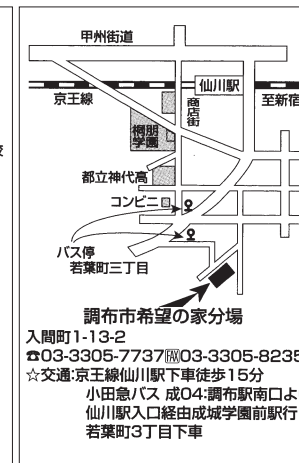 甲州街道
仙川駅
京王線
商店街
至新宿
桐朋
学園
都立神代高
コンビニ
バス停
若葉町三丁目
調布市希望の家分場
入間町1-13-2
☎03-3305-7737 FAX03-3305-8235
☆交通:京王線仙川駅下車徒歩15分
小田急バス 成04:調布駅南口よ
仙川駅入口経由成城学園前駅行
若葉町3丁目下車